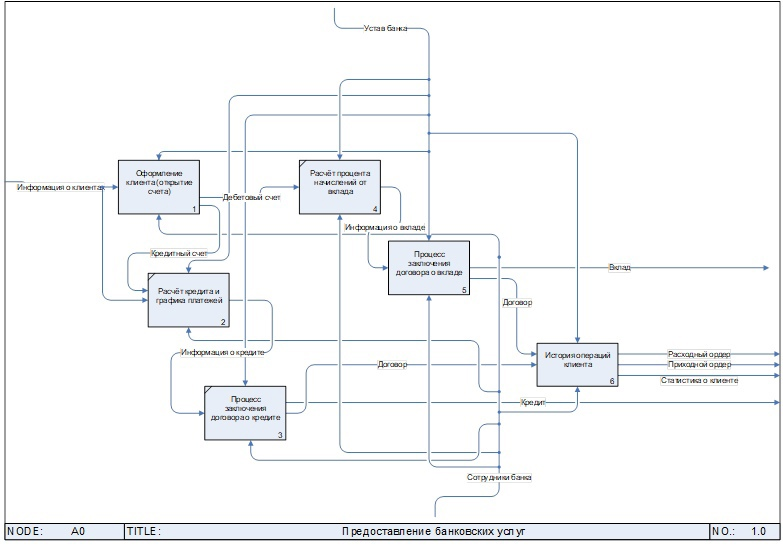 Устав банка
Информация о клиентах
Оформление
клиента(открытие
счета)
1
Дебетовый счет
Расчёт процента
начислений от
вклада
4
Информация о вкладе
Кредитный счет
Процесс
заключения
договора о вкладе
5
Вклад
Расчёт кредита и
графика платежей
2
Договор
Информация о кредите
История операций
клиента
6
Расходный ордер
Приходной ордер
Статистика о клиенте
Договор
Процесс
заключения
договора о кредите
3
Кредит
Сотрудники банка
NODE: A0 TITLE: Предоставление банковских услуг NO.: 1.0